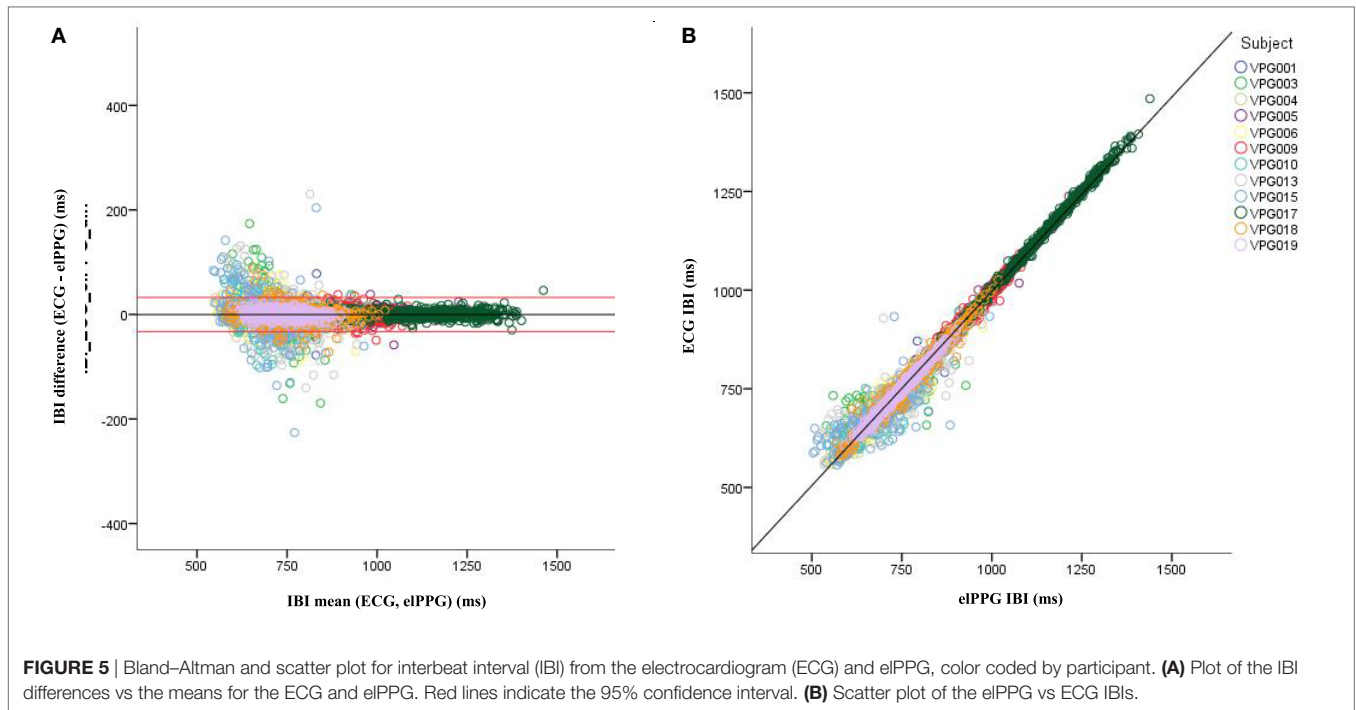 A
IBI difference (ECG - elPPG) (ms)
400
200
0
-200
-400
500 750 1000 1250 1500
IBI mean (ECG, elPPG) (ms)
B
ECG IBI (ms)
1500
1250
1000
750
500
500 750 1000 1250 1500
elPPG IBI (ms)
Subject
VPG001
VPG003
VPG004
VPG005
VPG006
VPG009
VPG010
VPG013
VPG015
VPG017
VPG018
VPG019
FIGURE 5 | Bland–Altman and scatter plot for interbeat interval (IBI) from the electrocardiogram (ECG) and elPPG, color coded by participant. (A) Plot of the IBI
differences vs the means for the ECG and elPPG. Red lines indicate the 95% confidence interval. (B) Scatter plot of the elPPG vs ECG IBIs.